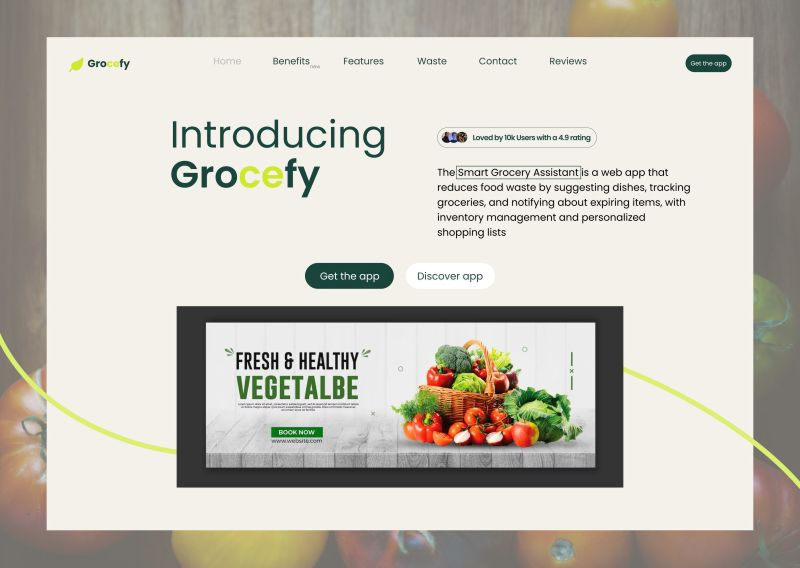 Grocefy
Home
Benefits
new
Features
Waste
Contact
Reviews
Get the app
Introducing
Grocefy
Loved by 10k Users with a 4.9 rating
The Smart Grocery Assistant is a web app that
reduces food waste by suggesting dishes, tracking
groceries, and notifying about expiring items, with
inventory management and personalized
shopping lists
Get the app
Discover app
FRESH & HEALTHY
VEGETALBE
BOOK NOW
www.website.com